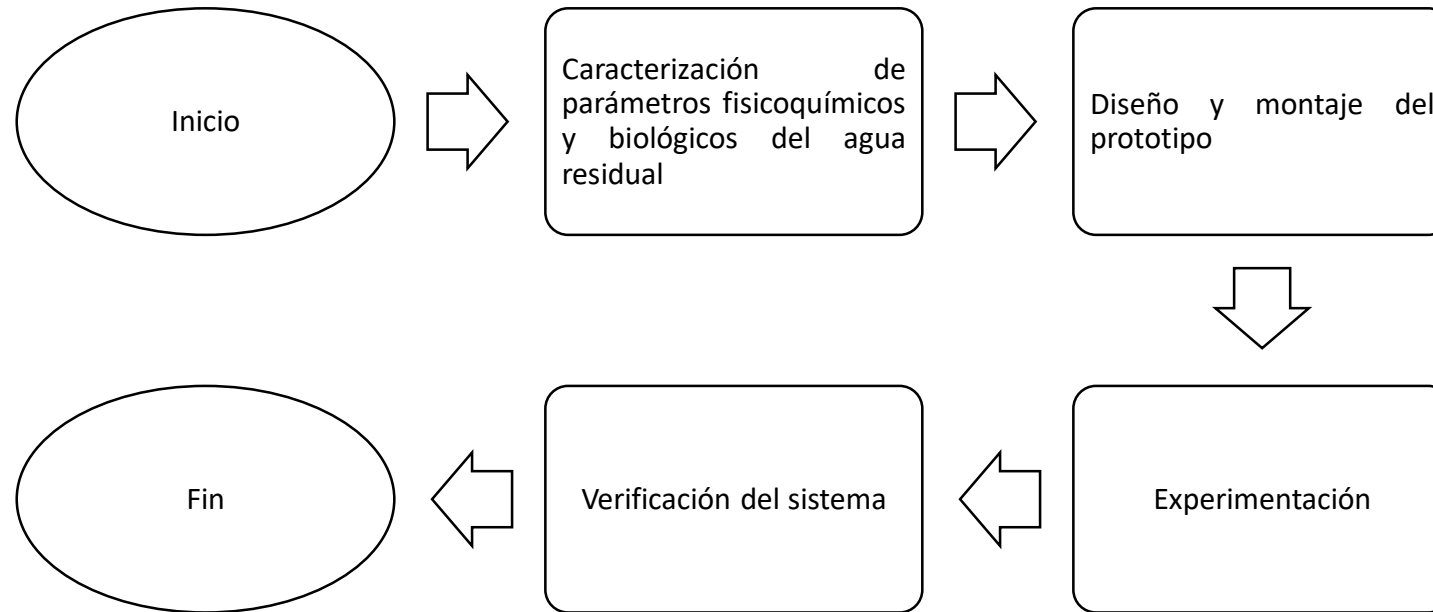 Inicio
Caracterización de
parámetros fisicoquímicos
y biológicos del agua
residual
Diseño y montaje del
prototipo
Experimentación
Verificación del sistema
Fin